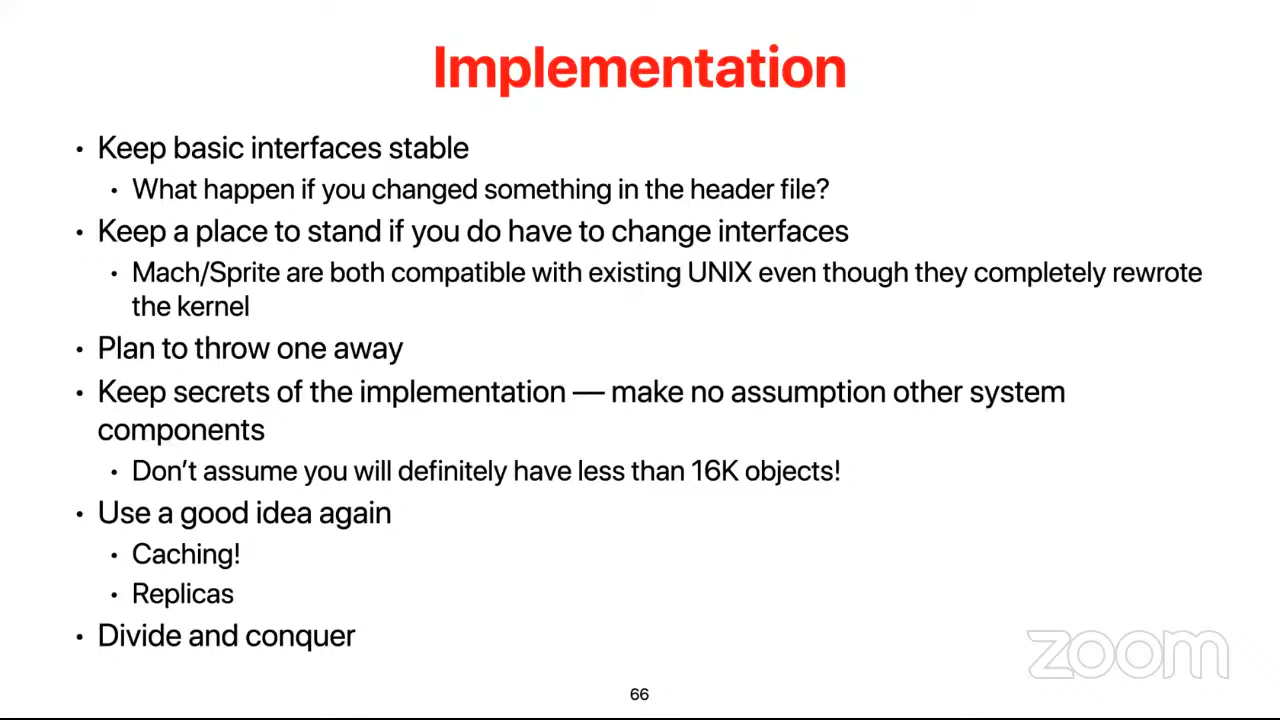 Implementation
• Keep basic interfaces stable
• What happen if you changed something in the header file?
• Keep a place to stand if you do have to change interfaces
• Mach/Sprite are both compatible with existing UNIX even though they completely rewrote
the kernel
• Plan to throw one away
• Keep secrets of the implementation — make no assumption other system
components
• Don’t assume you will definitely have less than 16K objects!
• Use a good idea again
• Caching!
• Replicas
• Divide and conquer
zoom
66